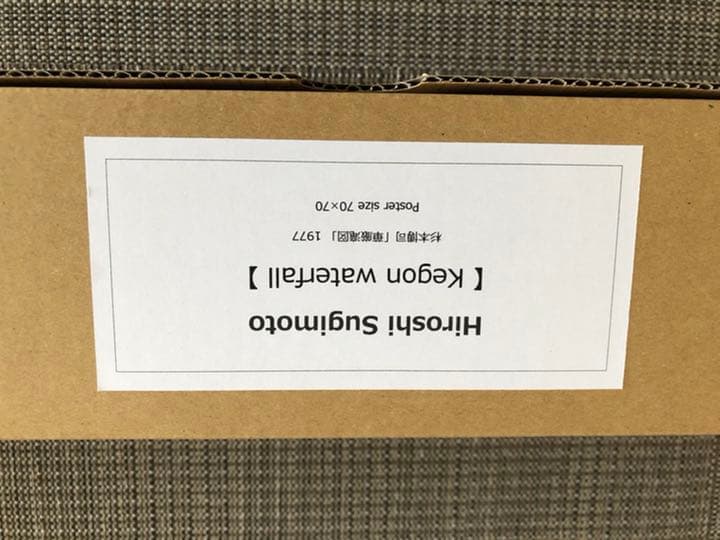 Hiroshi Sugimoto
【 Kegon waterfall 】
杉本博司「華厳滝図」 1977
Poster size 70×70